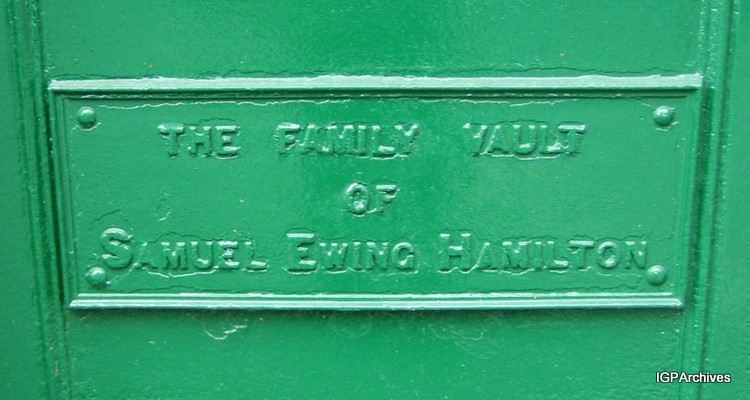 THE FAMILY VAULT
OF
SAMUEL EWING HAMILTON
IGPArchives